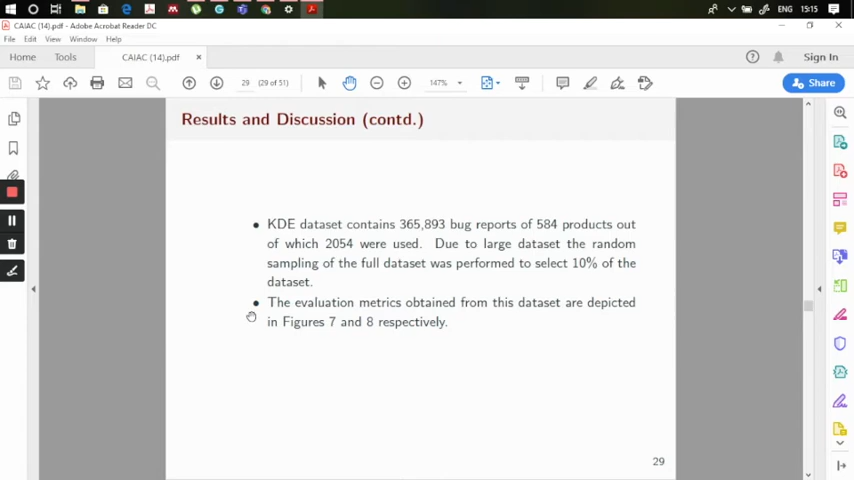 ENG 15:15
CAIAC (14).pdf - Adobe Acrobat Reader DC
File Edit View Window Help
Home Tools CAIAC (14).pdf × Sign In
29 (29 of 51) 147% Share
Results and Discussion (contd.)
• KDE dataset contains 365,893 bug reports of 584 products out
of which 2054 were used. Due to large dataset the random
sampling of the full dataset was performed to select 10% of the
dataset.
• The evaluation metrics obtained from this dataset are depicted
in Figures 7 and 8 respectively.
29